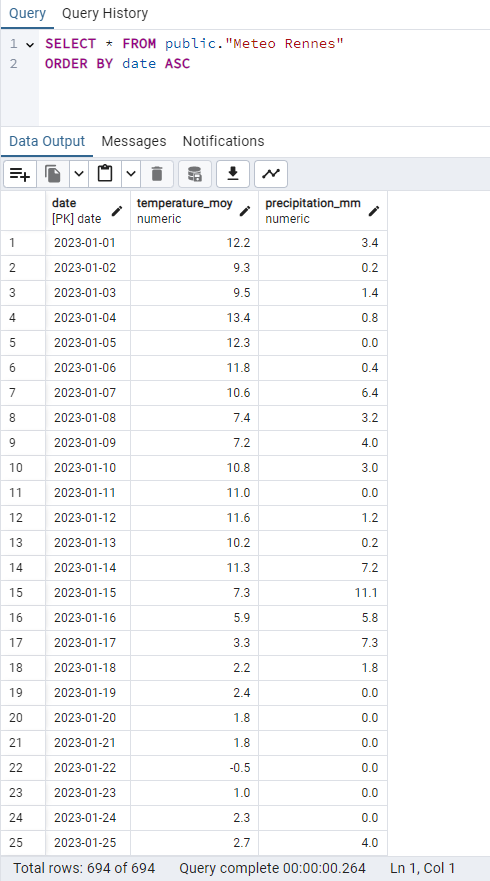 Query Query History
1 SELECT * FROM public."Meteo Rennes"
2 ORDER BY date ASC
Data Output Messages Notifications
date temperature_moy precipitation_mm
[PK] date numeric numeric
1 2023-01-01 12.2 3.4
2 2023-01-02 9.3 0.2
3 2023-01-03 9.5 1.4
4 2023-01-04 13.4 0.8
5 2023-01-05 12.3 0.0
6 2023-01-06 11.8 0.4
7 2023-01-07 10.6 6.4
8 2023-01-08 7.4 3.2
9 2023-01-09 7.2 4.0
10 2023-01-10 10.8 3.0
11 2023-01-11 11.0 0.0
12 2023-01-12 11.6 1.2
13 2023-01-13 10.2 0.2
14 2023-01-14 11.3 7.2
15 2023-01-15 7.3 11.1
16 2023-01-16 5.9 5.8
17 2023-01-17 3.3 7.3
18 2023-01-18 2.2 1.8
19 2023-01-19 2.4 0.0
20 2023-01-20 1.8 0.0
21 2023-01-21 1.8 0.0
22 2023-01-22 -0.5 0.0
23 2023-01-23 1.0 0.0
24 2023-01-24 2.3 0.0
25 2023-01-25 2.7 4.0
Total rows: 694 of 694 Query complete 00:00:00.264 Ln 1, Col 1